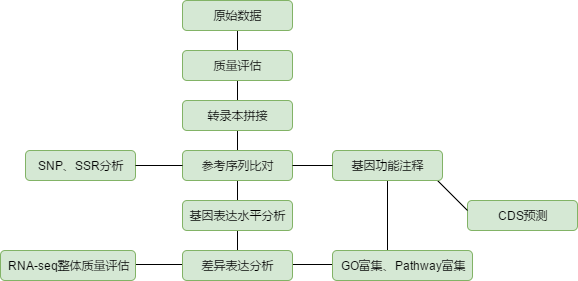 原始数据
质量评估
转录本拼接
SNP、SSR分析
参考序列比对
基因功能注释
基因表达水平分析
CDS预测
RNA-seq整体质量评估
差异表达分析
GO富集、Pathway富集